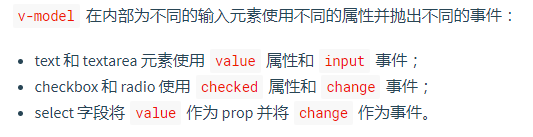 v-model 在内部为不同的输入元素使用不同的属性并抛出不同的事件：
• text 和 textarea 元素使用 value 属性和 input 事件；
• checkbox 和 radio 使用 checked 属性和 change 事件；
• select 字段将 value 作为 prop 并将 change 作为事件。